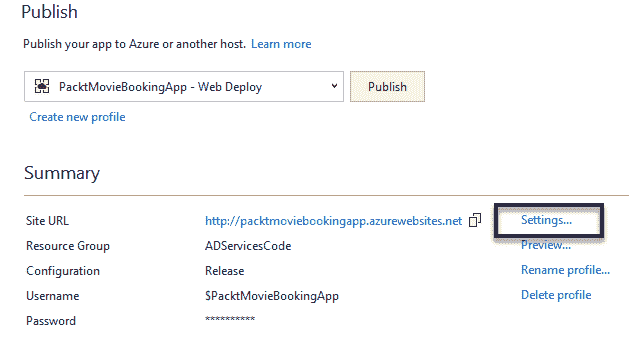 Publish
Publish your app to Azure or another host. Learn more
PacktMovieBookingApp - Web Deploy
Publish
Create new profile
Summary
Site URL http://packtmoviebookingapp.azurewebsites.net Settings...
Resource Group ADServicesCode Preview...
Configuration Release Rename profile...
Username $PacktMovieBookingApp Delete profile
Password **********